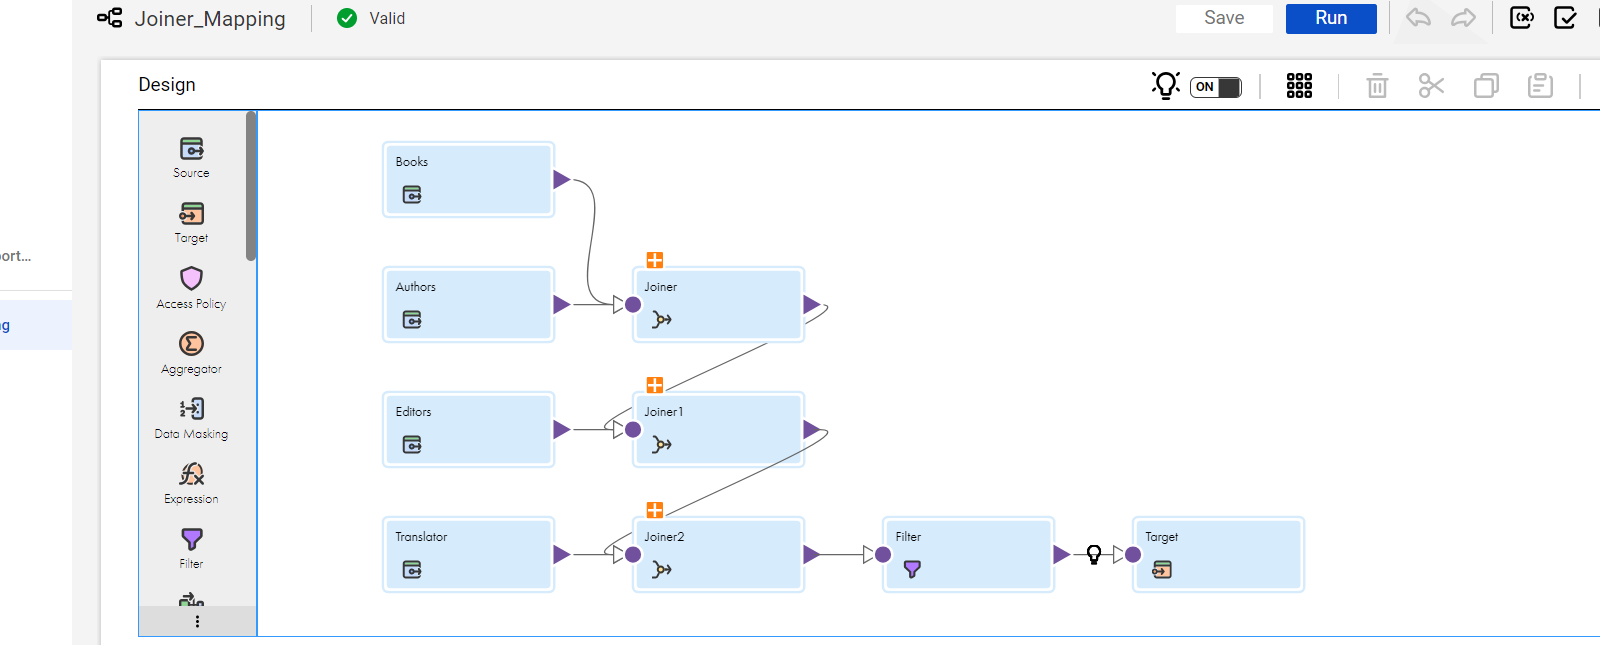 Joiner_Mapping
Valid
Save
Run
Design
ON
Source
Target
Access Policy
Aggregator
Data Masking
Expression
Filter
ort...
g
Books
Authors
Joiner
Editors
Joiner1
Translator
Joiner2
Filter
Target